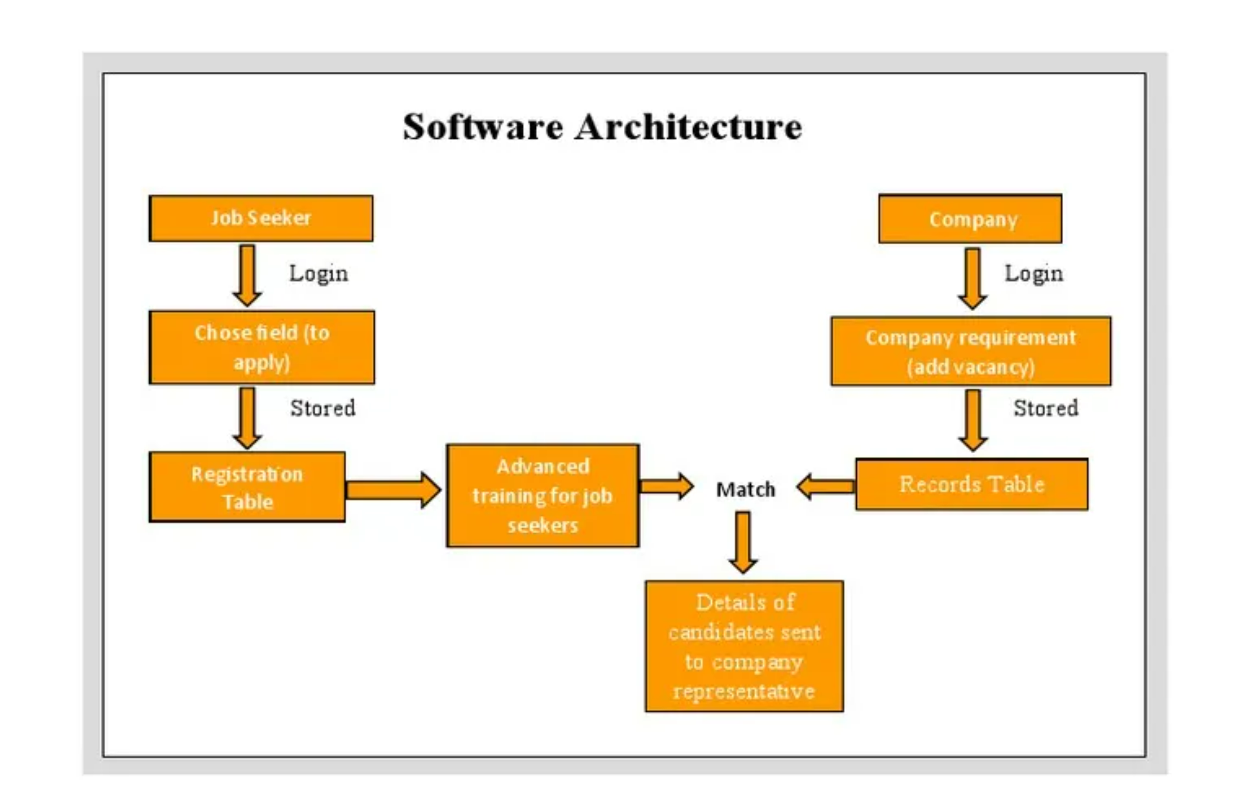 Software Architecture
Job Seeker
Login
Chose field (to
apply)
Stored
Registration
Table
Advanced
training for job
seekers
Match
Company
Login
Company requirement
(add vacancy)
Stored
Records Table
Details of
candidates sent
to company
representative